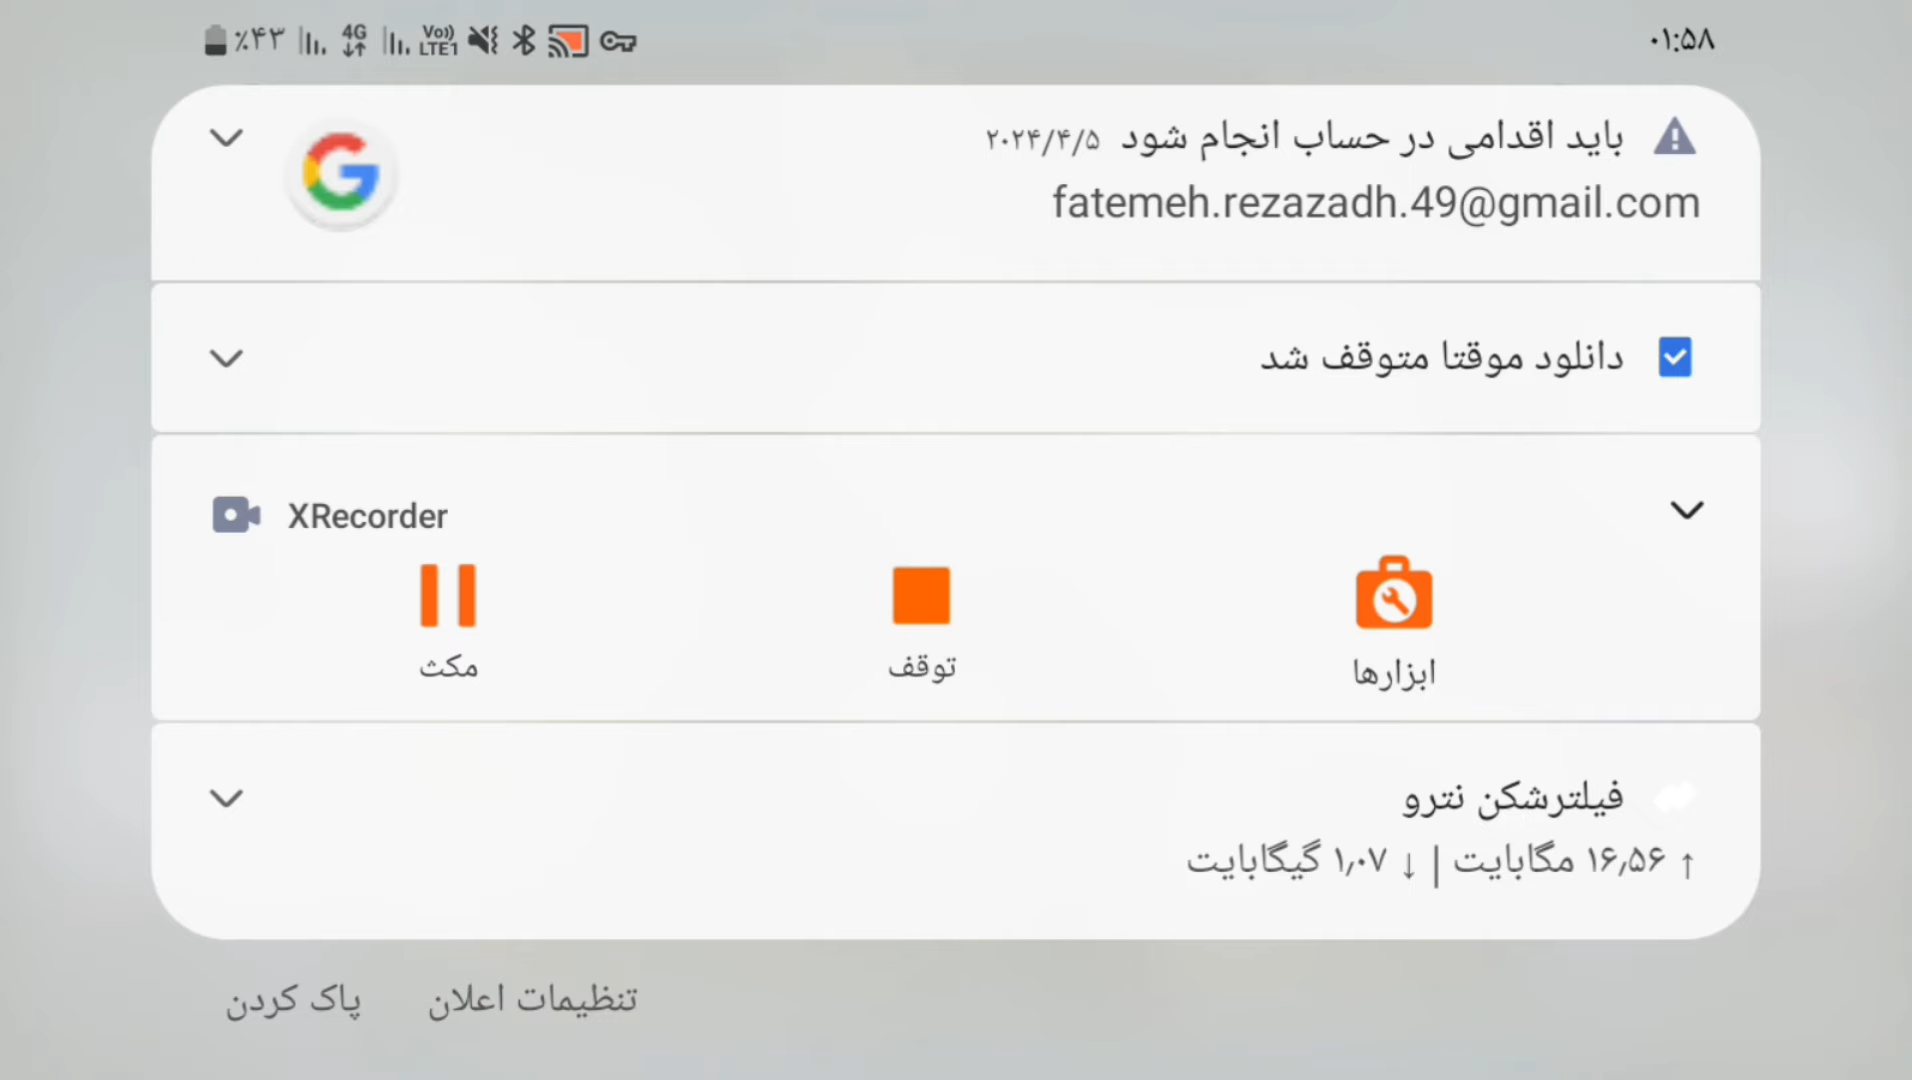 ٪۴۳ 4G Vo)) LTE1
۰۱:۵۸
باید اقدامی در حساب انجام شود ۲۰۲۴/۴/۵
fatemeh.rezazadh.49@gmail.com
دانلود موقتا متوقف شد
XRecorder
مکث
توقف
ابزارها
فیلترشکن نترو
↑ ۱۶٫۵۶ مگابایت | ↓ ۱٫۰۷ گیگابایت
تنظیمات اعلان
پاک کردن